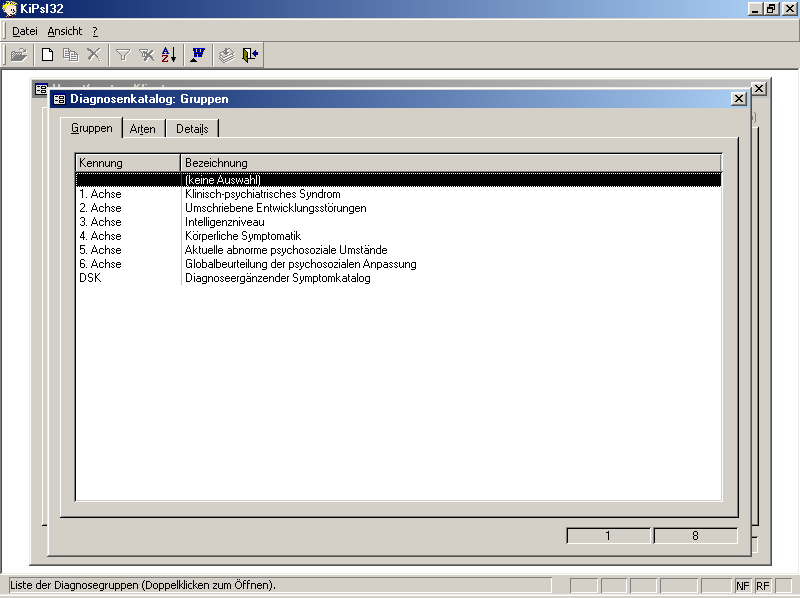 KiPsI32
Datei Ansicht ?
Diagnosenkatalog: Gruppen
Gruppen Arten Details
Kennung Bezeichnung
(keine Auswahl)
1. Achse Klinisch-psychiatrisches Syndrom
2. Achse Umschriebene Entwicklungsstörungen
3. Achse Intelligenzniveau
4. Achse Körperliche Symptomatik
5. Achse Aktuelle abnorme psychosoziale Umstände
6. Achse Globalbeurteilung der psychosozialen Anpassung
DSK Diagnoseergänzender Symptomkatalog
1 8
Liste der Diagnosegruppen (Doppelklicken zum Öffnen). NF RF